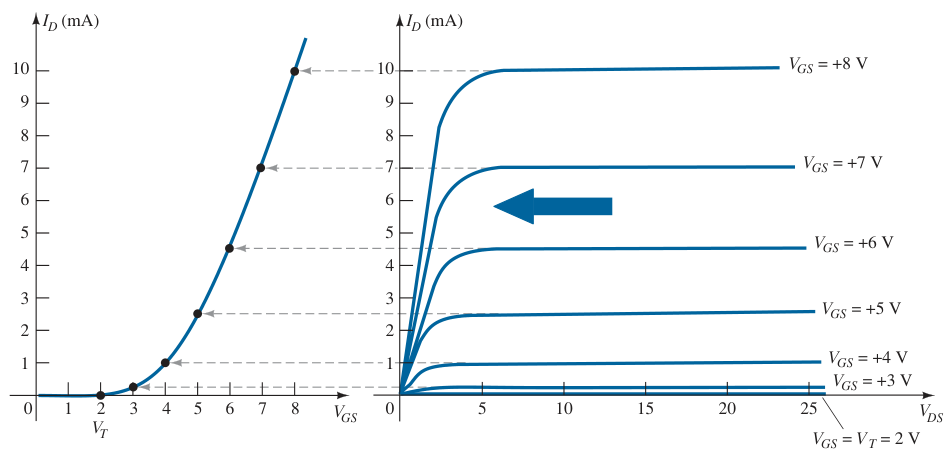 I_D (mA)
10
9
8
7
6
5
4
3
2
1
0
1
2
3
4
5
6
7
8
V_GS
V_T
I_D (mA)
10
9
8
7
6
5
4
3
2
1
0
5
10
15
20
25
V_DS
V_GS = +8 V
V_GS = +7 V
V_GS = +6 V
V_GS = +5 V
V_GS = +4 V
V_GS = +3 V
V_GS = V_T = 2 V